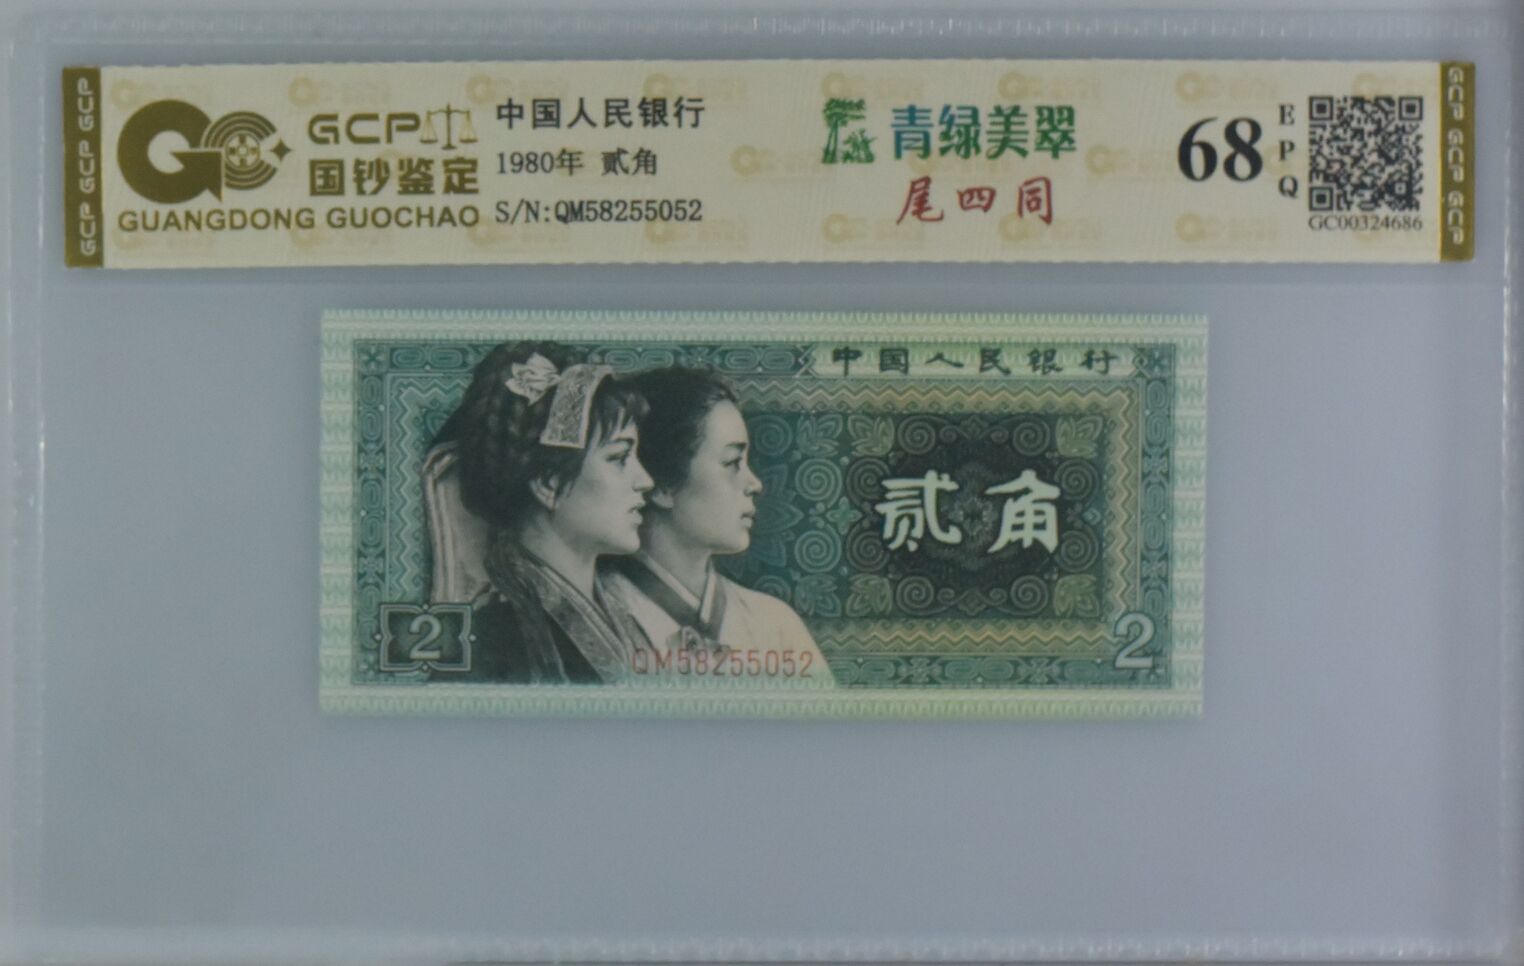 GCP
国钞鉴定
GUANGDONG GUOCHAO
中国人民银行
1980年 贰角
S/N:QM58255052
青绿美翠
尾四同
68
EPQ
GC00324686
GCP GCP GCP
GCP GCP GCP
中国人民银行
贰角
2
2
QM58255052